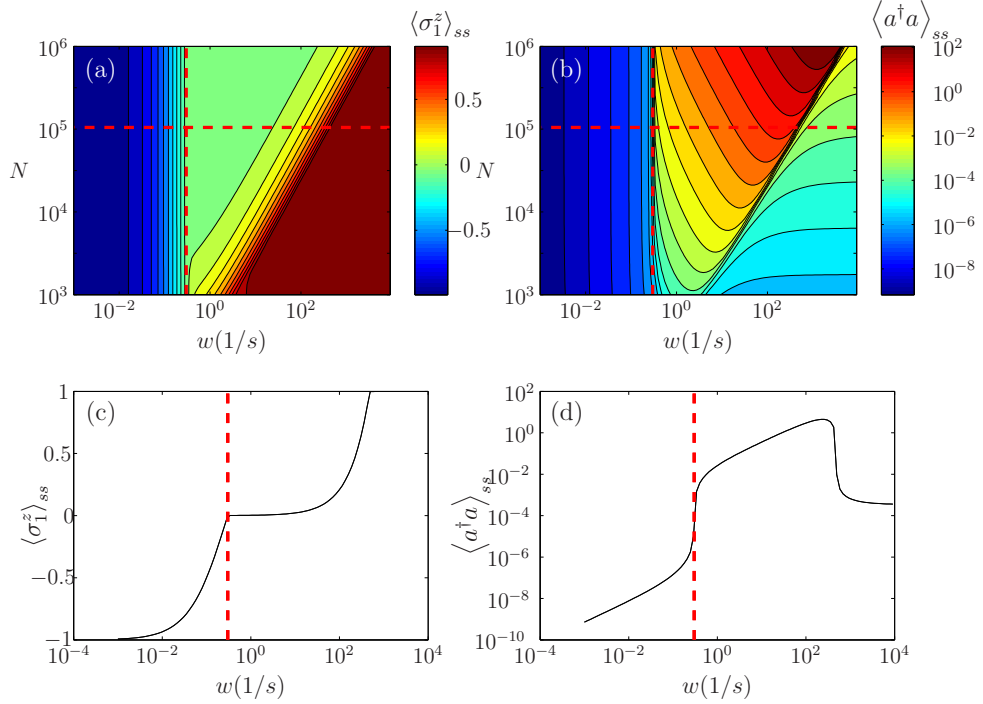 ⟨σ₁ᶻ⟩ss
⟨a†a⟩ss
(a)
(b)
10⁶
10⁵
10⁴
10³
N
10⁻² 10⁰ 10²
w(1/s)
0.5
0
−0.5
10⁶
10⁵
10⁴
10³
N
10⁻² 10⁰ 10²
w(1/s)
10²
10⁰
10⁻²
10⁻⁴
10⁻⁶
10⁻⁸
(c)
⟨σ₁ᶻ⟩ss
1
0.5
0
−0.5
−1
10⁻⁴ 10⁻² 10⁰ 10² 10⁴
w(1/s)
(d)
⟨a†a⟩ss
10²
10⁰
10⁻²
10⁻⁴
10⁻⁶
10⁻⁸
10⁻¹⁰
10⁻⁴ 10⁻² 10⁰ 10² 10⁴
w(1/s)